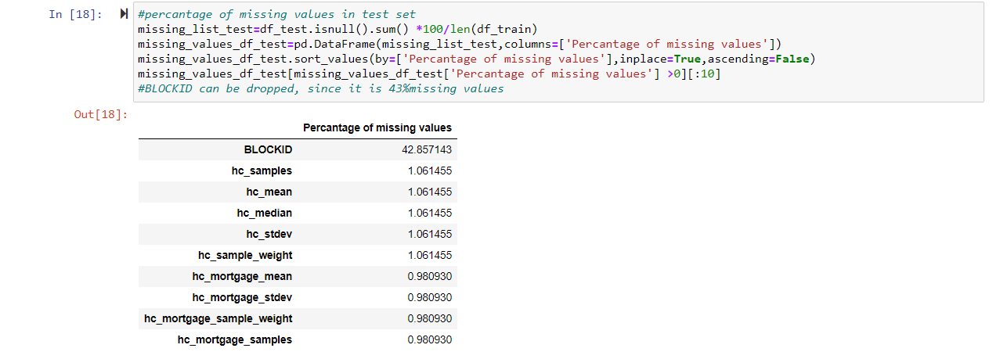 In [18]:
#percantage of missing values in test set
missing_list_test=df_test.isnull().sum() *100/len(df_train)
missing_values_df_test=pd.DataFrame(missing_list_test,columns=['Percantage of missing values'])
missing_values_df_test.sort_values(by=['Percantage of missing values'],inplace=True,ascending=False)
missing_values_df_test[missing_values_df_test['Percantage of missing values'] >0][:10]
#BLOCKID can be dropped, since it is 43%missing values
Out[18]:
Percantage of missing values
BLOCKID 42.857143
hc_samples 1.061455
hc_mean 1.061455
hc_median 1.061455
hc_stdev 1.061455
hc_sample_weight 1.061455
hc_mortgage_mean 0.980930
hc_mortgage_stdev 0.980930
hc_mortgage_sample_weight 0.980930
hc_mortgage_samples 0.980930